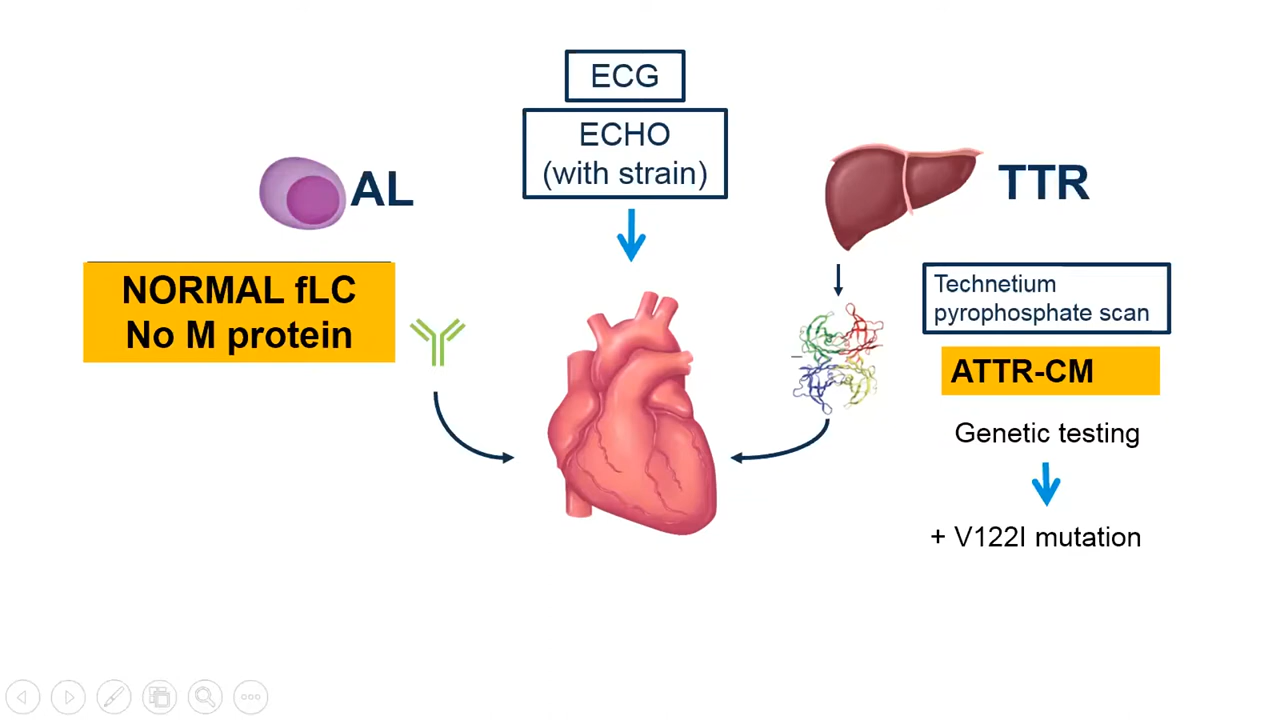 ECG
ECHO
(with strain)
AL
TTR
NORMAL fLC
No M protein
Technetium
pyrophosphate scan
ATTR-CM
Genetic testing
+ V122I mutation